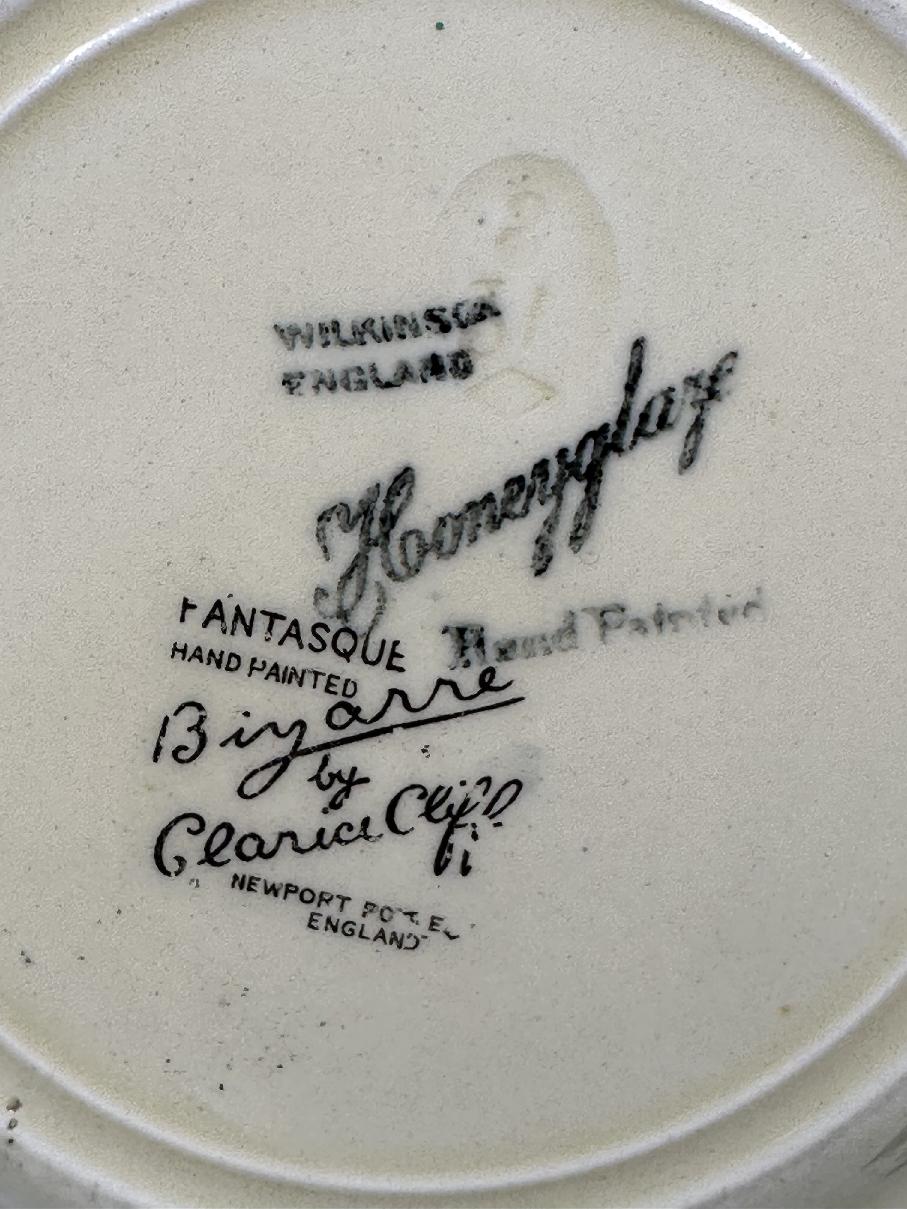 WILKINSON
ENGLAND
Honeyglaze
Hand Painted
FANTASQUE
HAND PAINTED
Bizarre
by
Clarice Cliff
NEWPORT POTTERY
ENGLAND